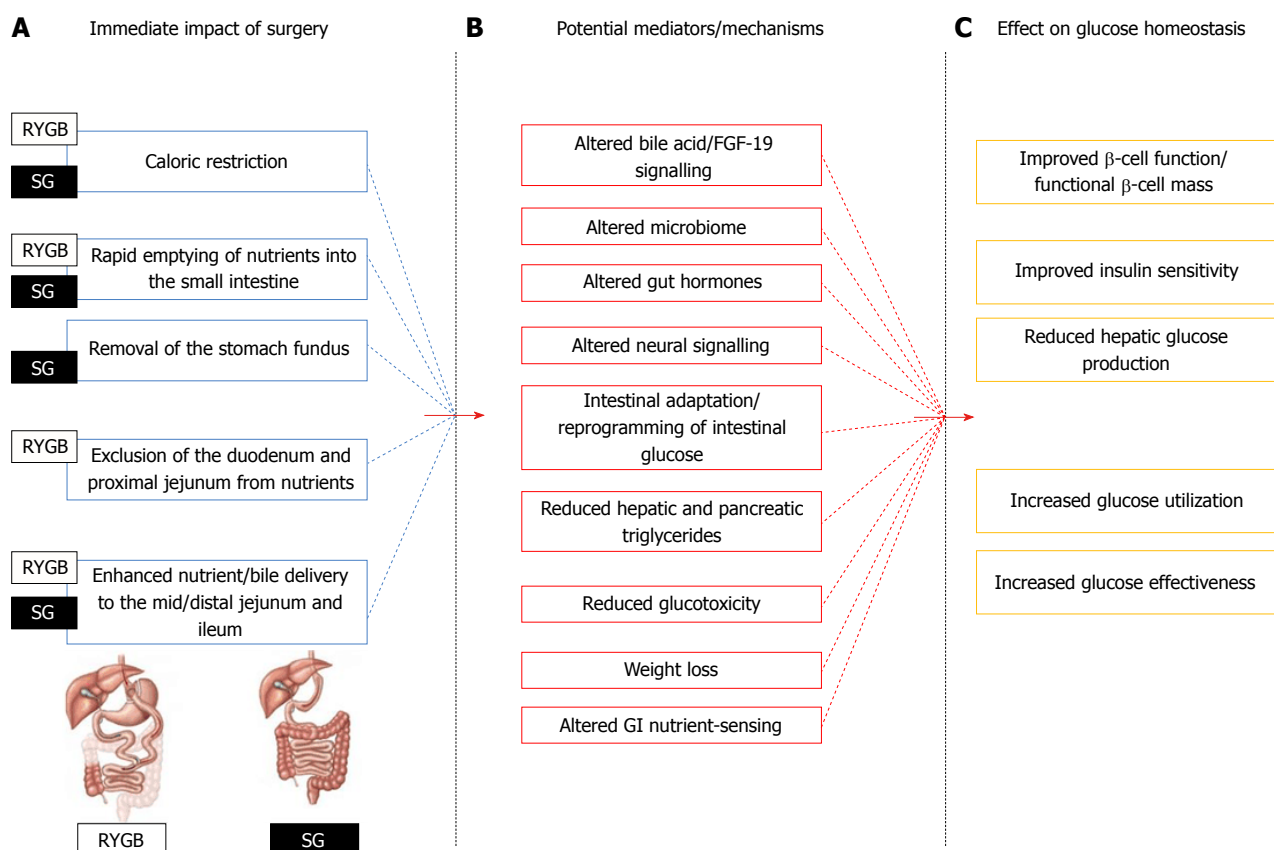 A Immediate impact of surgery
RYGB
SG
Caloric restriction
RYGB
SG
Rapid emptying of nutrients into
the small intestine
SG
Removal of the stomach fundus
RYGB
Exclusion of the duodenum and
proximal jejunum from nutrients
RYGB
SG
Enhanced nutrient/bile delivery
to the mid/distal jejunum and
ileum
RYGB
SG
B Potential mediators/mechanisms
Altered bile acid/FGF-19
signalling
Altered microbiome
Altered gut hormones
Altered neural signalling
Intestinal adaptation/
reprogramming of intestinal
glucose
Reduced hepatic and pancreatic
triglycerides
Reduced glucotoxicity
Weight loss
Altered GI nutrient-sensing
C Effect on glucose homeostasis
Improved β-cell function/
functional β-cell mass
Improved insulin sensitivity
Reduced hepatic glucose
production
Increased glucose utilization
Increased glucose effectiveness